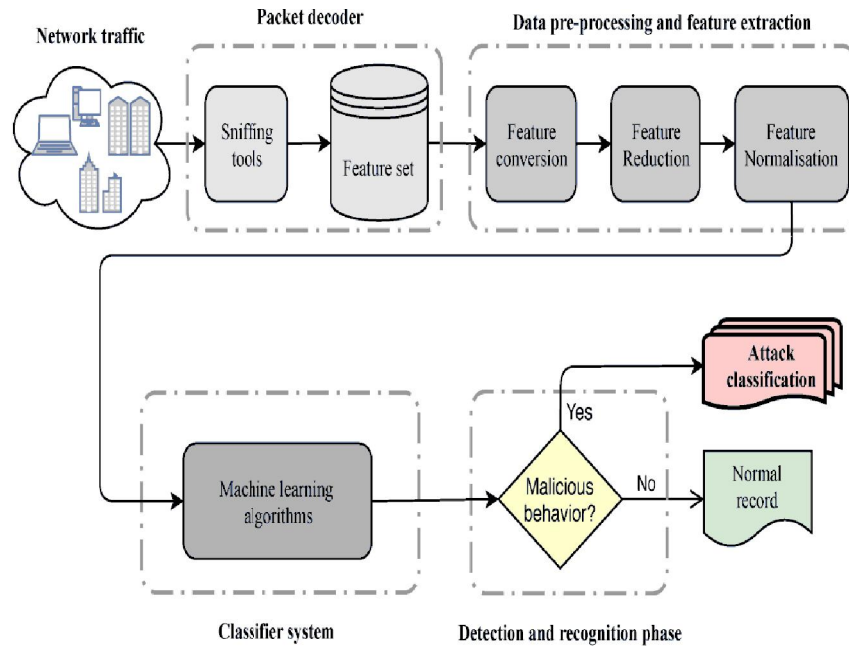 Network traffic
Packet decoder
Data pre-processing and feature extraction
Sniffing
tools
Feature set
Feature
conversion
Feature
Reduction
Feature
Normalisation
Machine learning
algorithms
Malicious
behavior?
Yes
No
Attack
classification
Normal
record
Classifier system
Detection and recognition phase